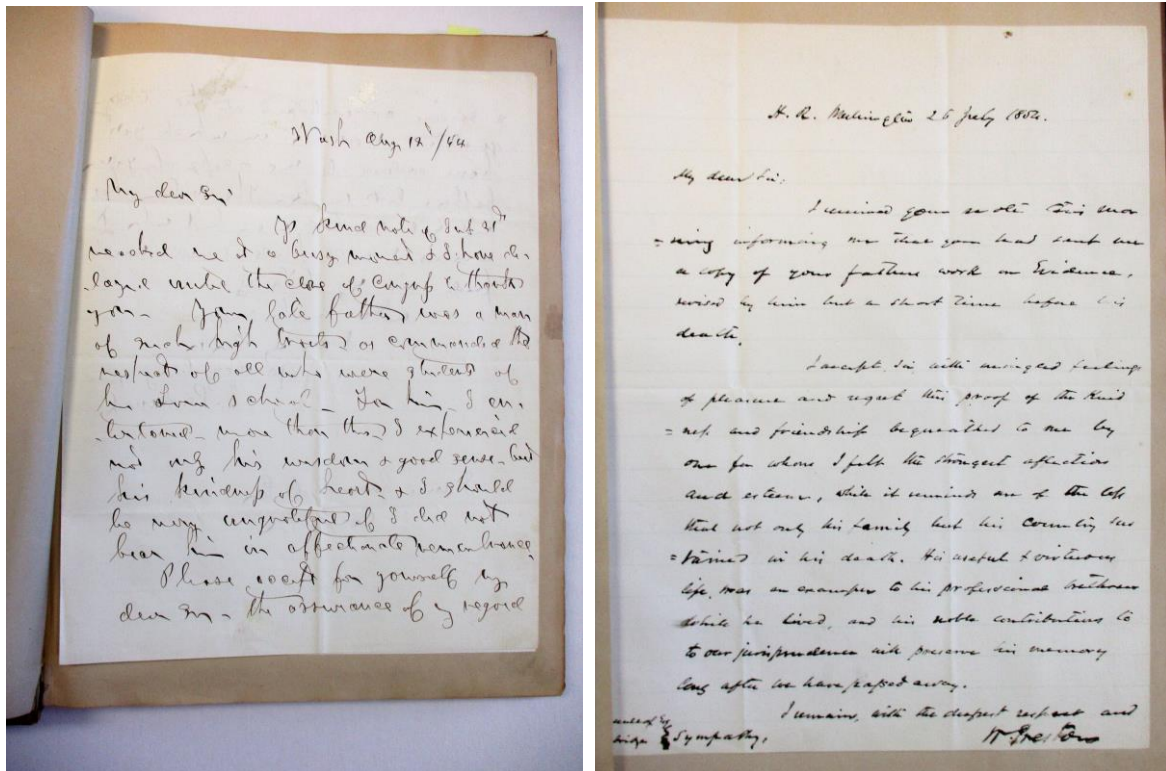 Wash Aug 12'/54
My dear Sir'
Yr kind note of Instr 21st
reached me at a busy moment & I have de-
-layed until the close of Congress to thank
you - Your late father was a man
of such high traits as commanded the
respect of all who were students of
his Law school - For him, I en-
-tertained more than this - I experienced
not only his wisdom & good sense - but
his kindness of heart - & I should
be very ungrateful if I did not
bear him in affectionate remembrance.
Please accept for yourself my
dear Sir - the assurance of my regard
H. R. Washington 26 July 1854.
My dear Sir:
I received your note this mor
=ning informing me that you had sent me
a copy of your fathers work on Evidence,
revised by him but a short time before his
death.
I accept, Sir, with mingled feelings
of pleasure and regret this proof of the kind
=ness and friendship bequeathed to me by
one for whom I felt the strongest affection
and esteem, while it reminds me of the loss
that not only his family but his Country sus
=tained in his death. His useful & virtuous
life, was an example to his professional brethren
while he lived, and his noble contributions to
to our jurisprudence will preserve his memory
long after we have passed away.
I remain, with the deepest respect and
Sympathy,
W. Preston